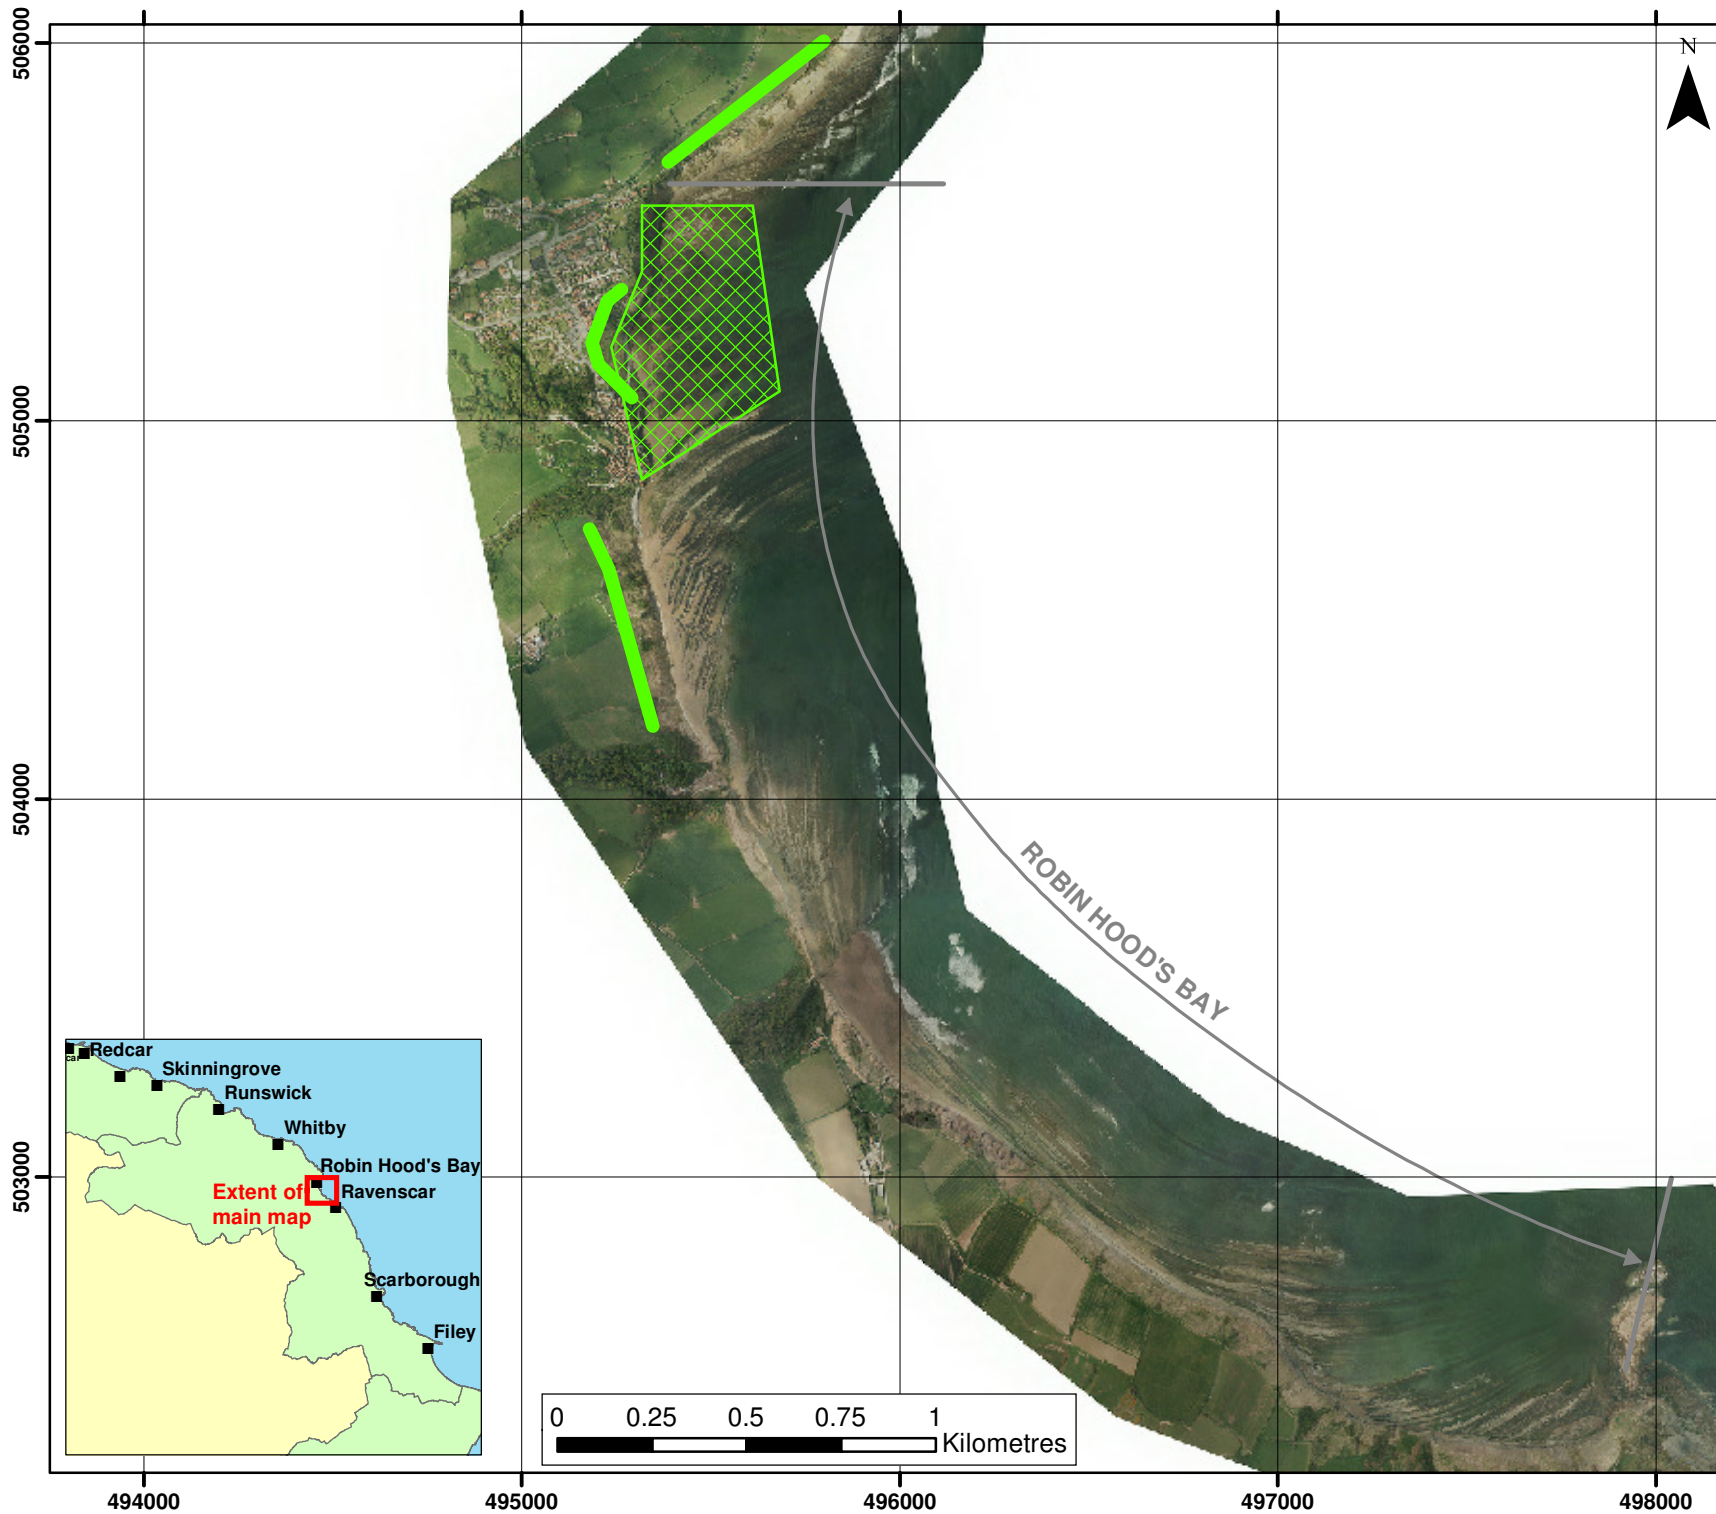 506000
N
505000
504000
ROBIN HOOD'S BAY
503000
Redcar
car
Skinningrove
Runswick
Whitby
Robin Hood's Bay
Extent of
main map
Ravenscar
Scarborough
Filey
0 0.25 0.5 0.75 1
Kilometres
494000 495000 496000 497000 498000